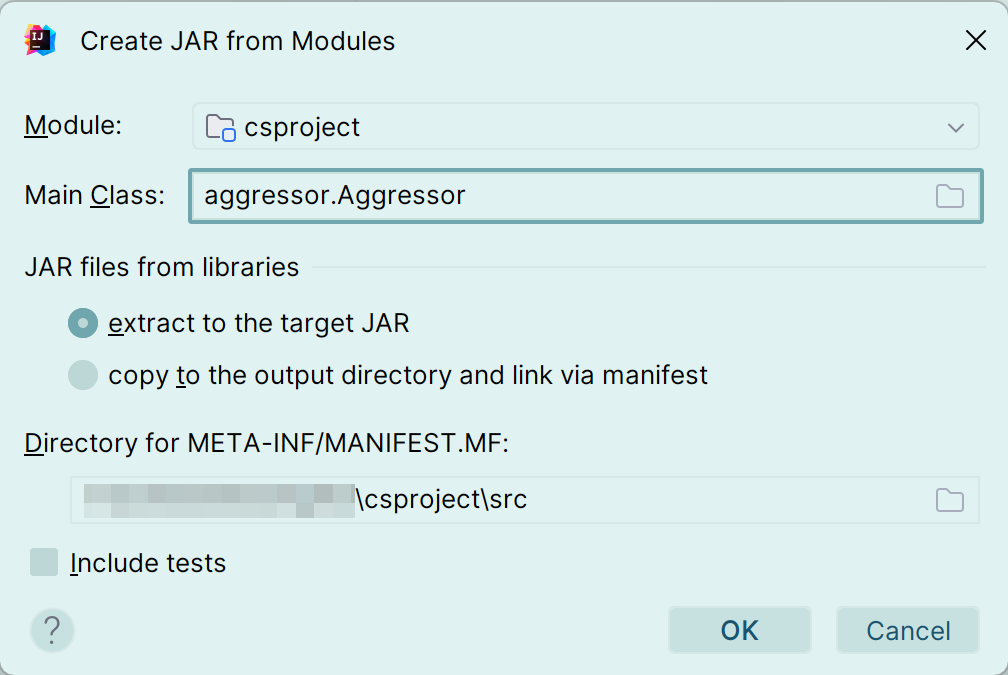 Create JAR from Modules
Module: csproject
Main Class: aggressor.Aggressor
JAR files from libraries
extract to the target JAR
copy to the output directory and link via manifest
Directory for META-INF/MANIFEST.MF:
\csproject\src
Include tests
? OK Cancel